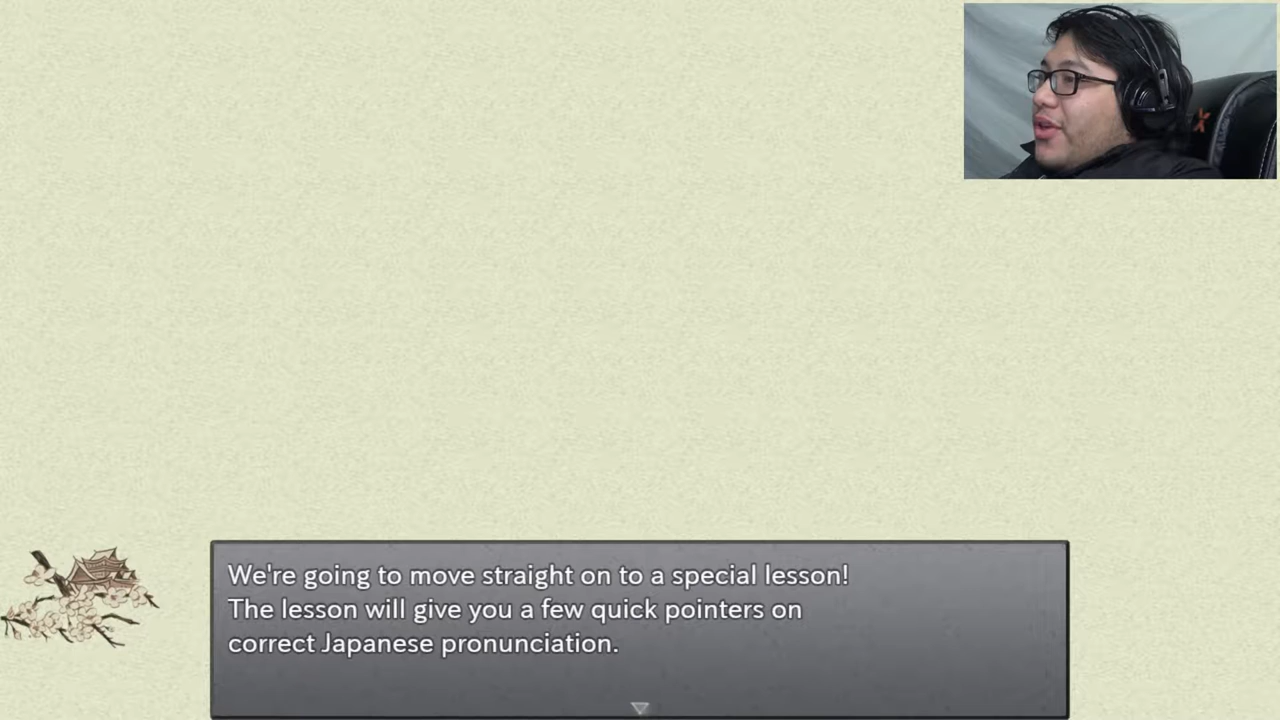 We're going to move straight on to a special lesson!
The lesson will give you a few quick pointers on
correct Japanese pronunciation.